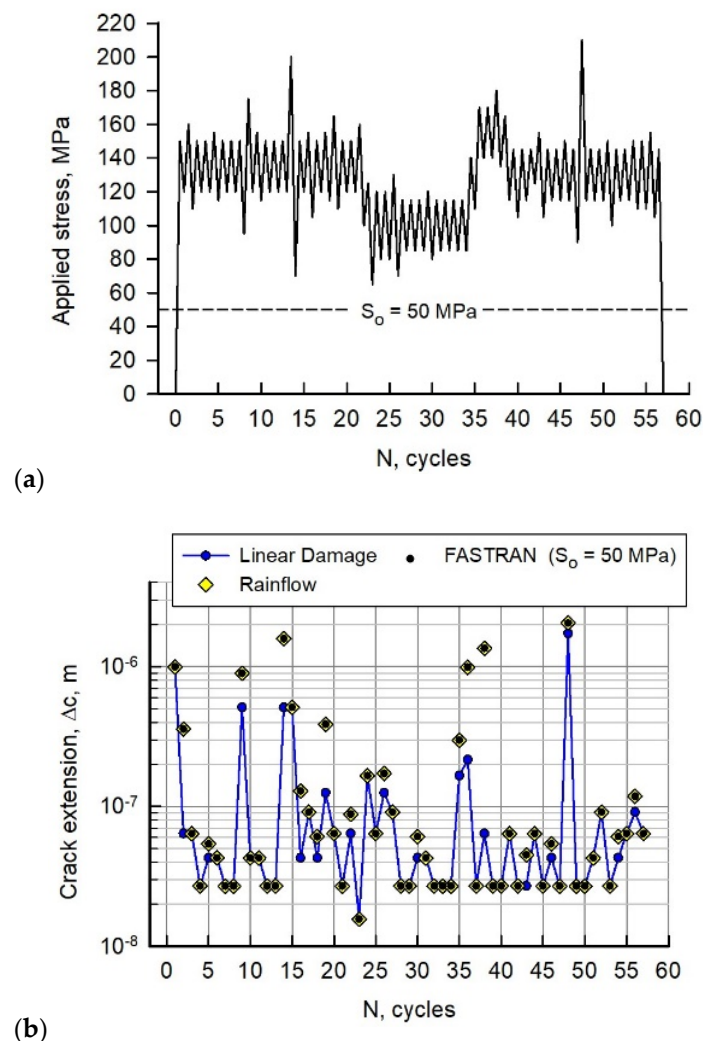 220
200
180
160
140
120
100
80
60
40
20
0
Applied stress, MPa
So = 50 MPa
0 5 10 15 20 25 30 35 40 45 50 55 60
N, cycles
(a)
Linear Damage FASTRAN (So = 50 MPa)
Rainflow
10-6
10-7
10-8
Crack extension, Δc, m
0 5 10 15 20 25 30 35 40 45 50 55 60
N, cycles
(b)